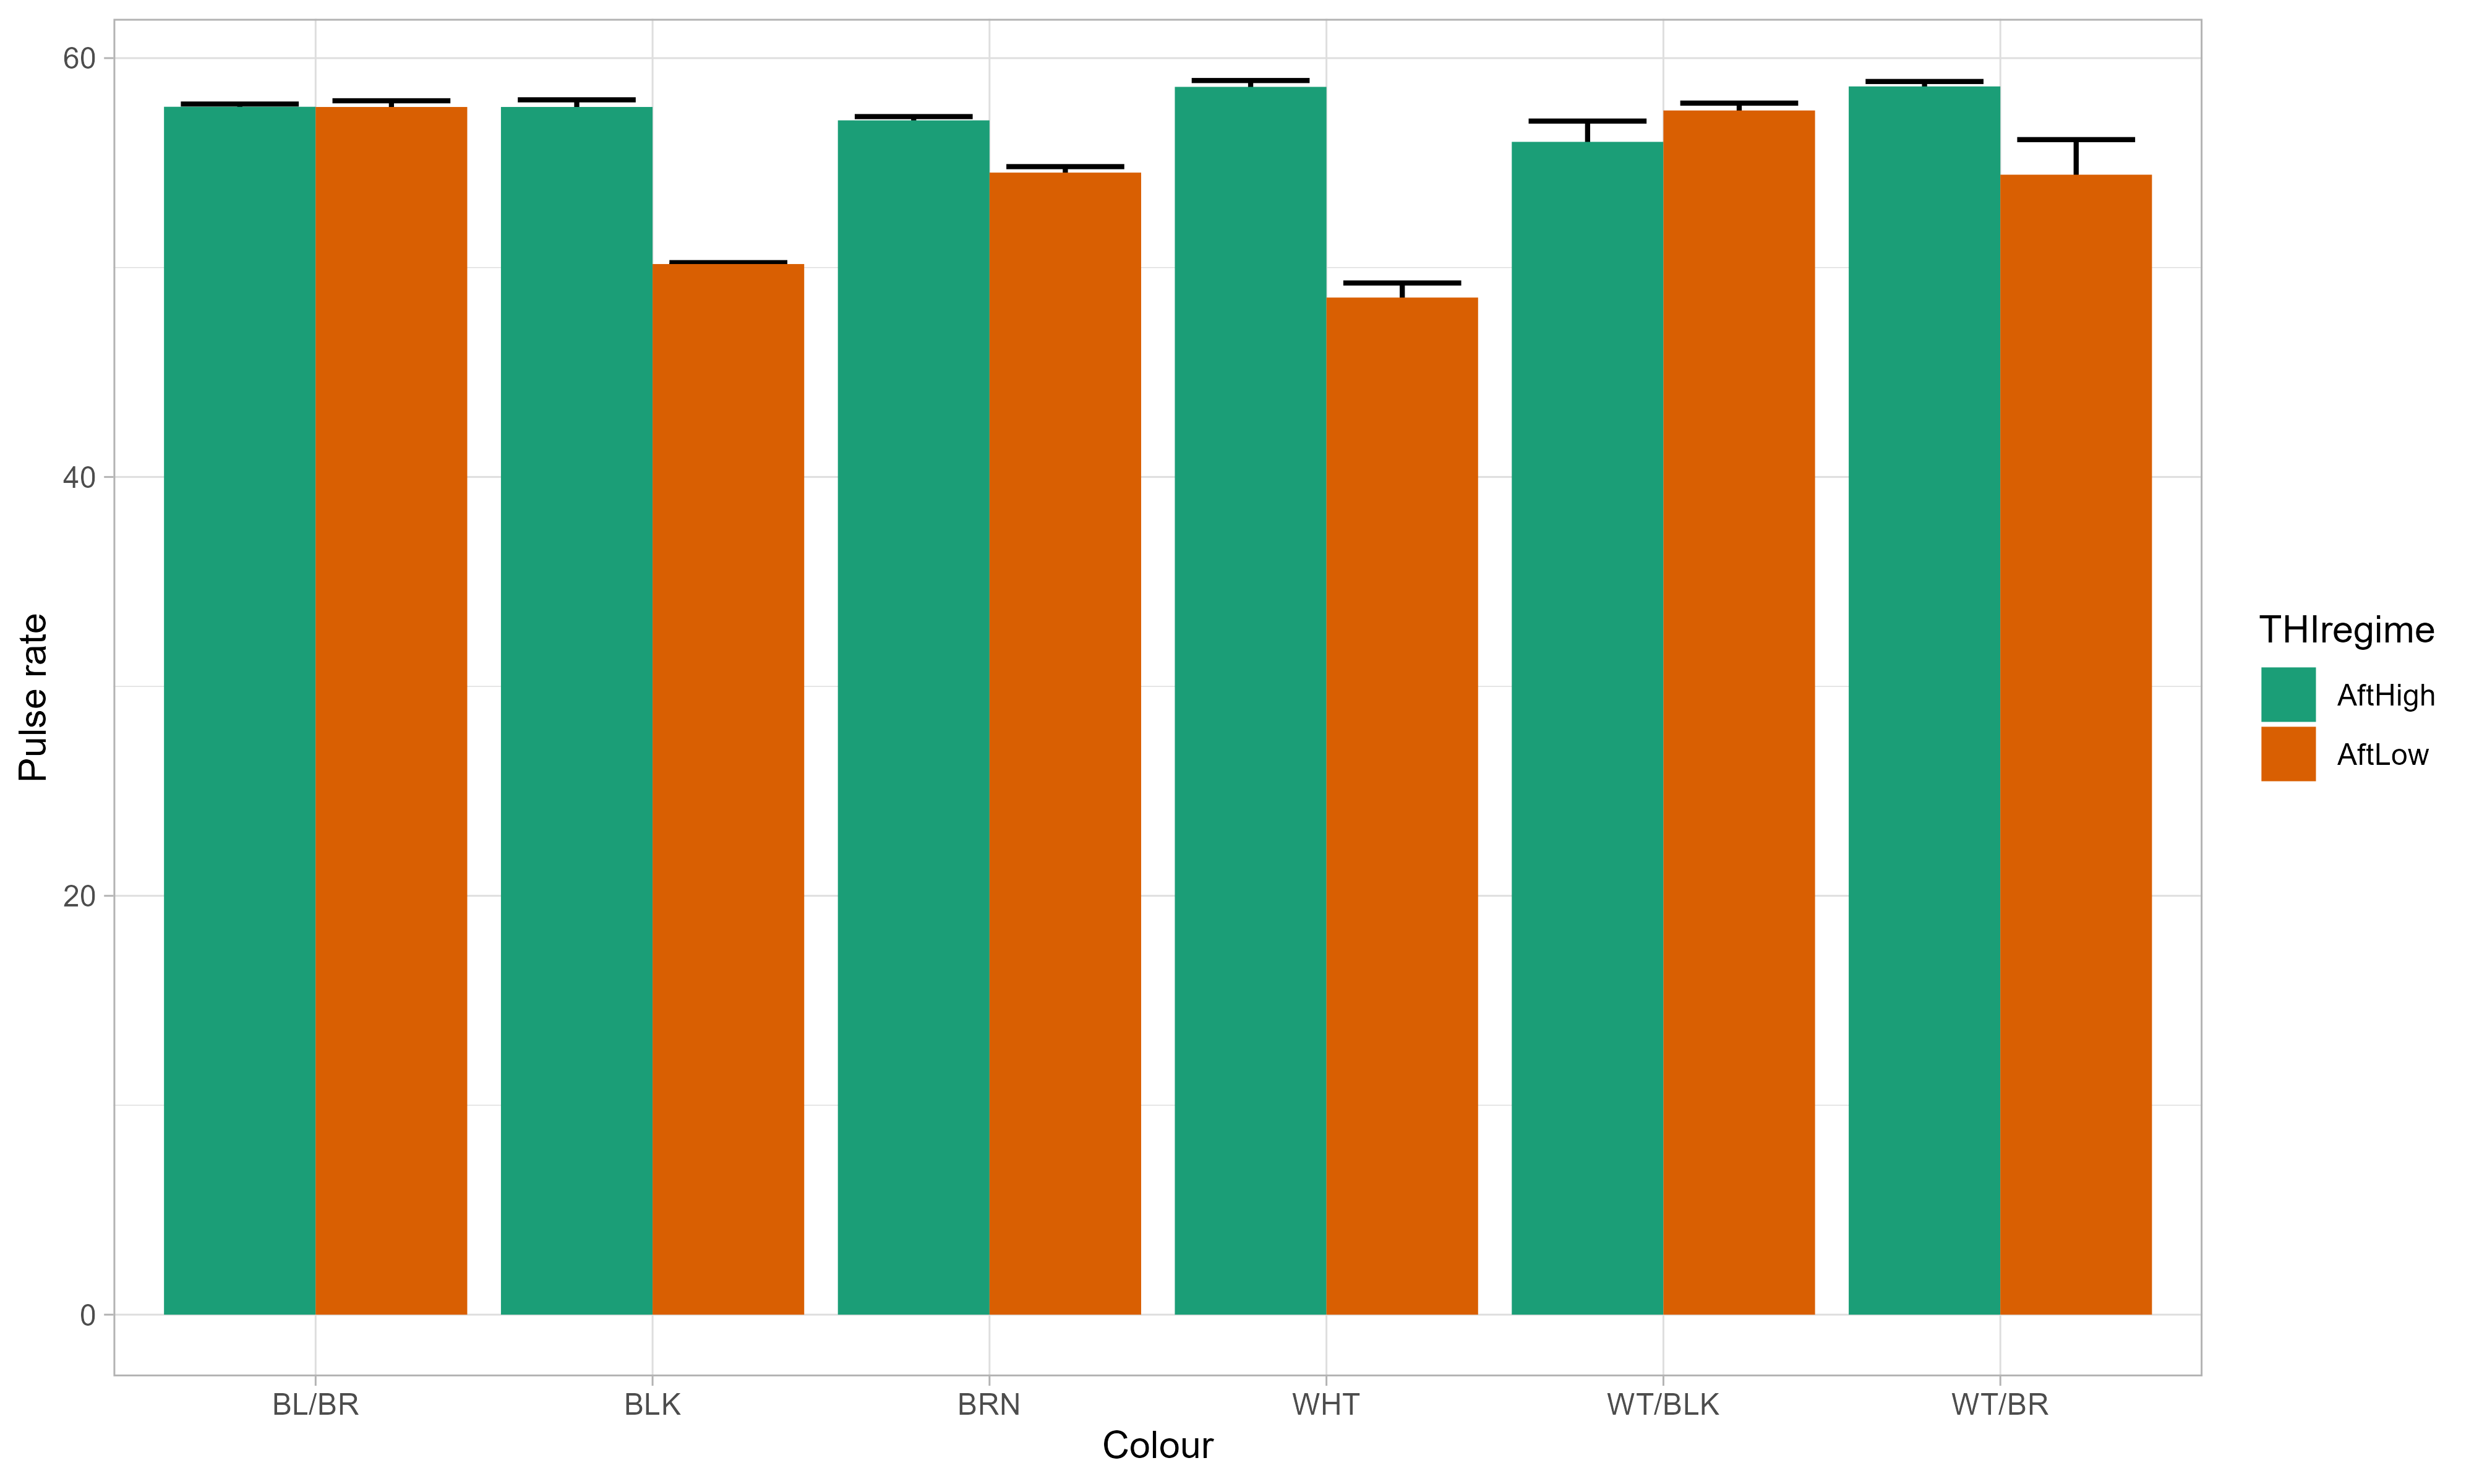 60
40
20
0
Pulse rate
BL/BR BLK BRN WHT WT/BLK WT/BR
Colour
THIregime
AftHigh
AftLow